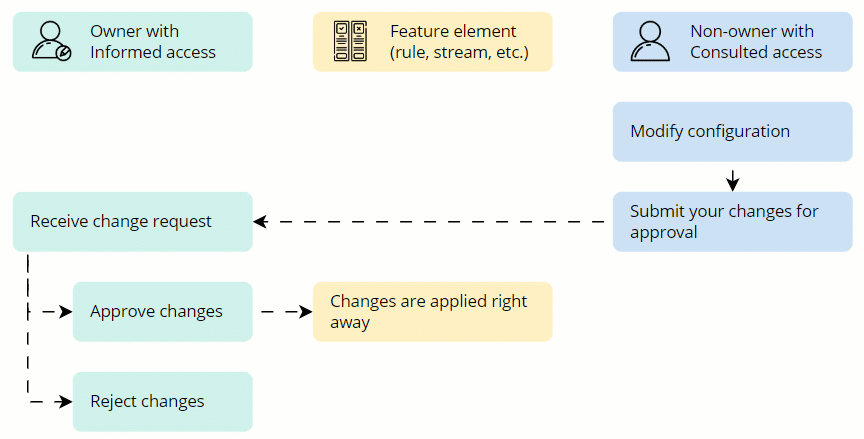 Owner with
Informed access
Feature element
(rule, stream, etc.)
Non-owner with
Consulted access
Modify configuration
Receive change request
Submit your changes for
approval
Approve changes
Changes are applied right
away
Reject changes